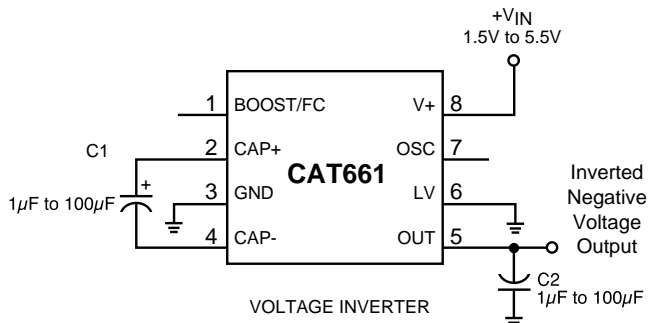 +VIN
1.5V to 5.5V
1 BOOST/FC V+ 8
C1
2 CAP+ OSC 7
CAT661
+
1µF to 100µF
3 GND LV 6
4 CAP- OUT 5
Inverted
Negative
Voltage
Output
C2
1µF to 100µF
VOLTAGE INVERTER